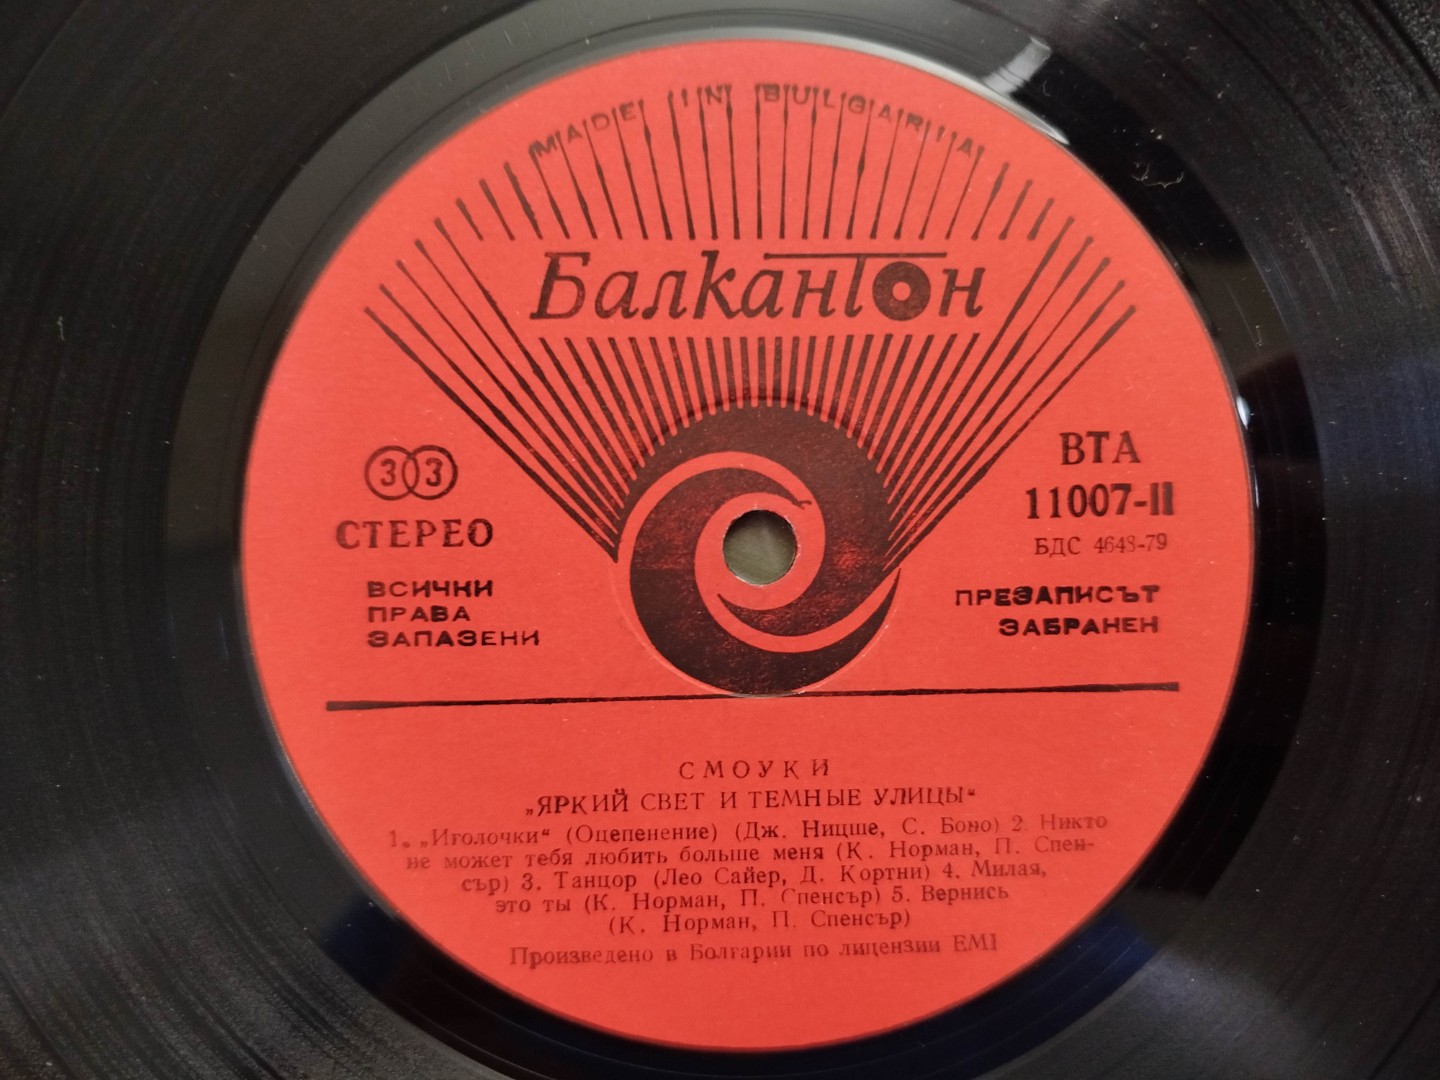 MADE IN BULGARIA
Балкантон
33
СТЕРЕО
ВСИЧКИ
ПРАВА
ЗАПАЗЕНИ
ВТА
11007-II
БДС 4648-79
ПРЕЗАПИСЪТ
ЗАБРАНЕН
СМОУКИ
„ЯРКИЙ СВЕТ И ТЕМНЫЕ УЛИЦЫ“
1. „Иголочки“ (Оцепенение) (Дж. Ницше, С. Боно) 2. Никто
не может тебя любить больше меня (К. Норман, П. Спен-
сър) 3. Танцор (Лео Сайер, Д. Кортни) 4. Милая,
это ты (К. Норман, П. Спенсър) 5. Вернись
(К. Норман, П. Спенсър)
Произведено в Болгарии по лицензии EMI